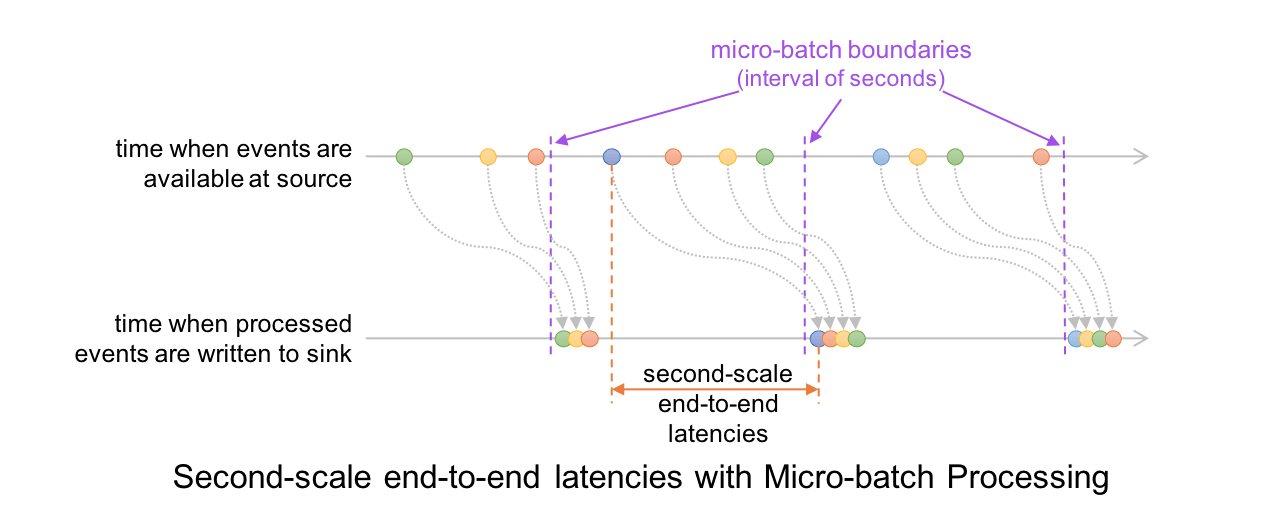 micro-batch boundaries
(interval of seconds)
time when events are
available at source
time when processed
events are written to sink
second-scale
end-to-end
latencies
Second-scale end-to-end latencies with Micro-batch Processing